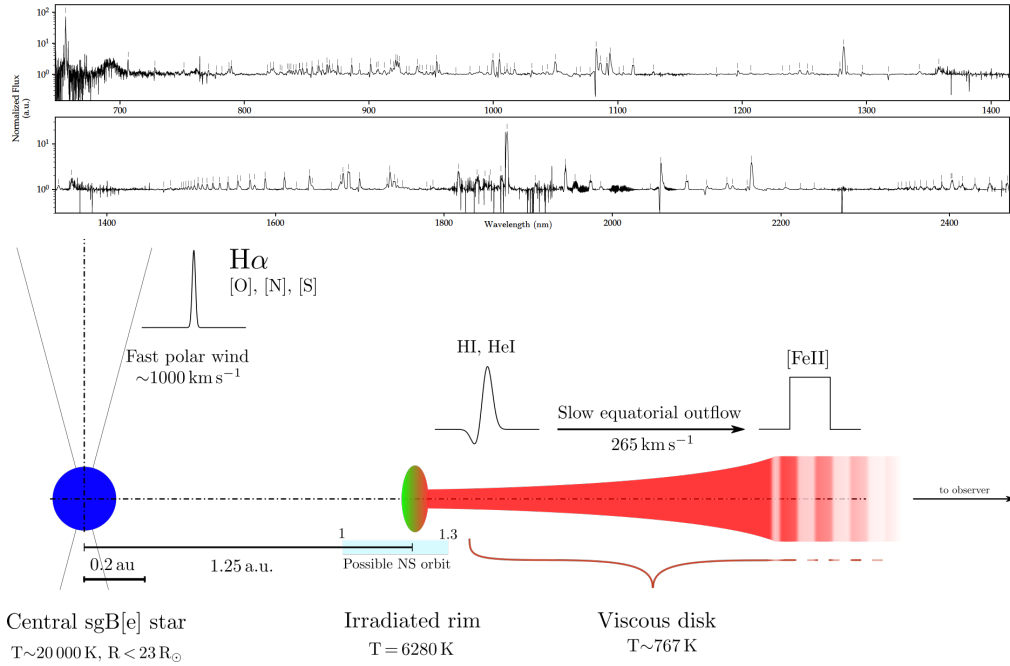 10²
10¹
10⁰
700
800
900
1000
1100
1200
1300
1400
Normalized Flux
(a.u.)
10¹
10⁰
1400
1600
1800
2000
2200
2400
Wavelength (nm)
Hα
[O], [N], [S]
Fast polar wind
~1000 km s⁻¹
HI, HeI
Slow equatorial outflow
265 km s⁻¹
[FeII]
to observer
1
1.3
0.2 au
1.25 a.u.
Possible NS orbit
Central sgB[e] star
T~20 000 K, R < 23 R☉
Irradiated rim
T = 6280 K
Viscous disk
T~767 K